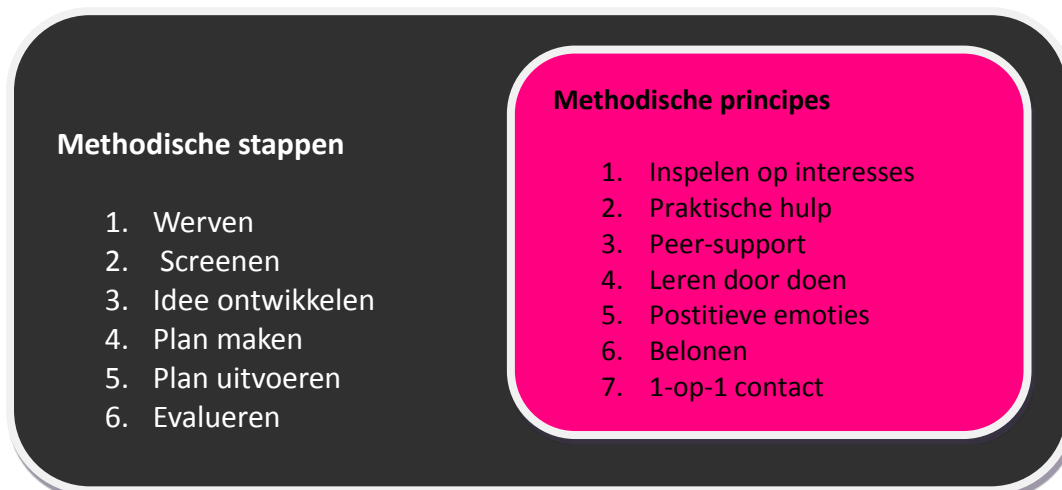 Methodische stappen
1. Werven
2. Screenen
3. Idee ontwikkelen
4. Plan maken
5. Plan uitvoeren
6. Evalueren
Methodische principes
1. Inspelen op interesses
2. Praktische hulp
3. Peer-support
4. Leren door doen
5. Postitieve emoties
6. Belonen
7. 1-op-1 contact